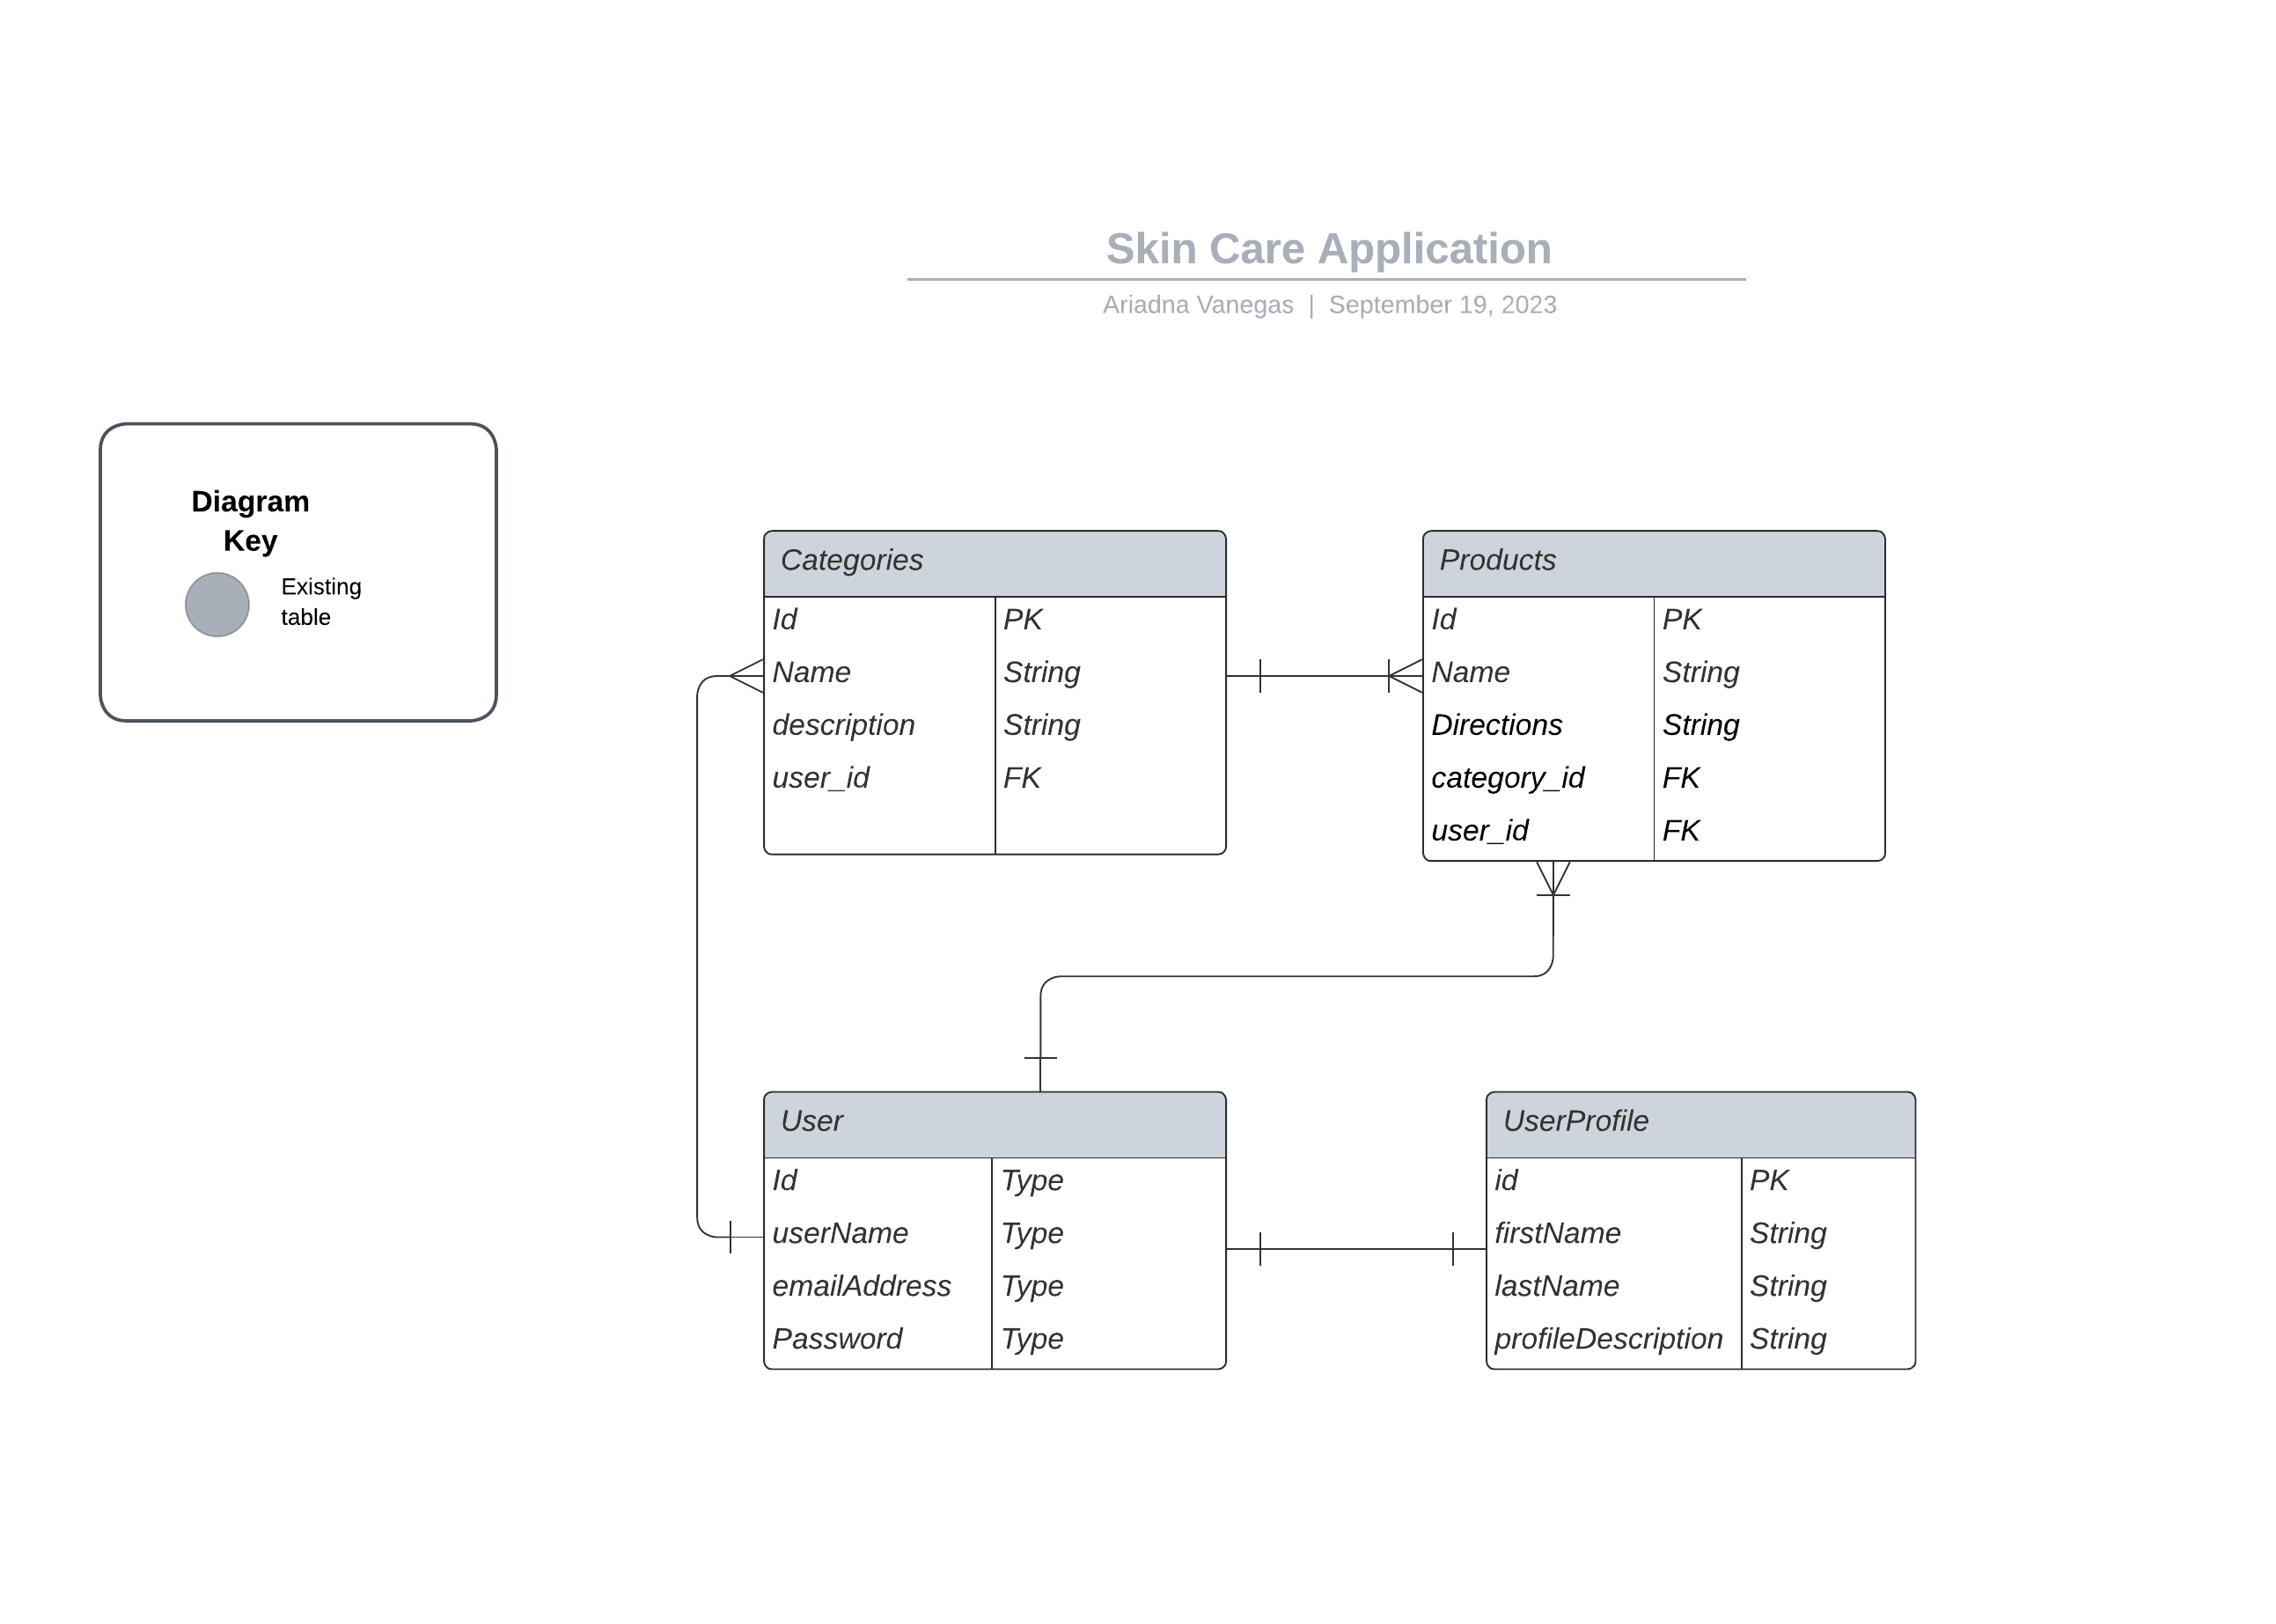 Skin Care Application
Ariadna Vanegas | September 19, 2023
Diagram
Key
Existing
table
Categories
Id PK
Name String
description String
user_id FK
Products
Id PK
Name String
Directions String
category_id FK
user_id FK
User
Id Type
userName Type
emailAddress Type
Password Type
UserProfile
id PK
firstName String
lastName String
profileDescription String